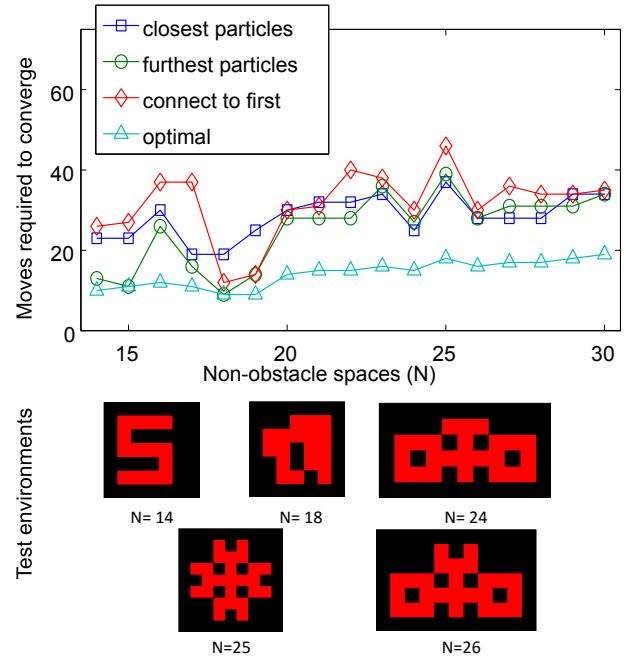 closest particles
furthest particles
connect to first
optimal
Moves required to converge
60
40
20
0
15
20
25
30
Non-obstacle spaces (N)
Test environments
N= 14
N= 18
N= 24
N=25
N=26